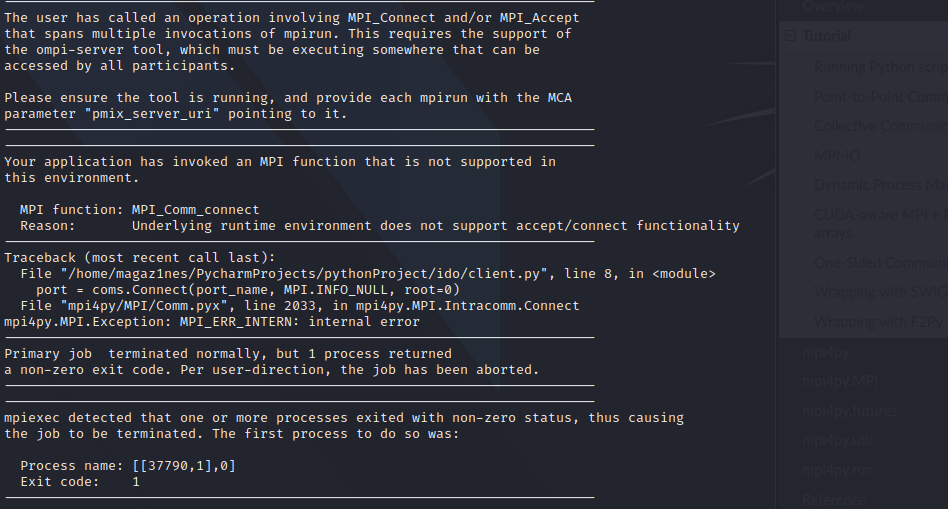 The user has called an operation involving MPI_Connect and/or MPI_Accept
that spans multiple invocations of mpirun. This requires the support of
the ompi-server tool, which must be executing somewhere that can be
accessed by all participants.
Please ensure the tool is running, and provide each mpirun with the MCA
parameter "pmix_server_uri" pointing to it.
Your application has invoked an MPI function that is not supported in
this environment.
MPI function: MPI_Comm_connect
Reason: Underlying runtime environment does not support accept/connect functionality
Traceback (most recent call last):
File "/home/magaz1nes/PycharmProjects/pythonProject/ido/client.py", line 8, in <module>
port = coms.Connect(port_name, MPI.INFO_NULL, root=0)
File "mpi4py/MPI/Comm.pyx", line 2033, in mpi4py.MPI.Intracomm.Connect
mpi4py.MPI.Exception: MPI_ERR_INTERN: internal error
Primary job terminated normally, but 1 process returned
a non-zero exit code. Per user-direction, the job has been aborted.
mpiexec detected that one or more processes exited with non-zero status, thus causing
the job to be terminated. The first process to do so was:
Process name: [[37790,1],0]
Exit code: 1
Overview
Tutorial
Running Python
Point-to-Point
Collective
MPI-IO
Dynamic Process
CUDA-aware MPI +
arrays
One-Sided
Wrapping with SWIG
Wrapping with F2Py
mpi4py
mpi4py.MPI
mpi4py.futures
mpi4py.util
mpi4py.run
Reference